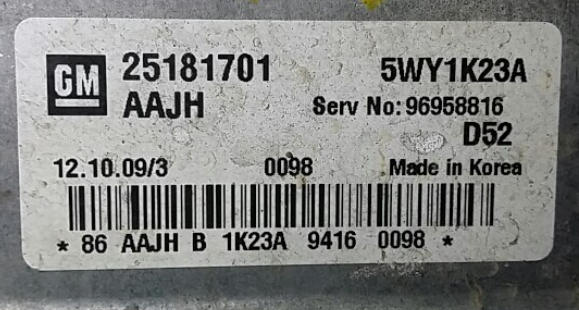 GM 25181701 5WY1K23A
AAJH Serv No: 96958816
D52
12.10.09/3 0098 Made in Korea
* 86 AAJH B 1K23A 9416 0098 *